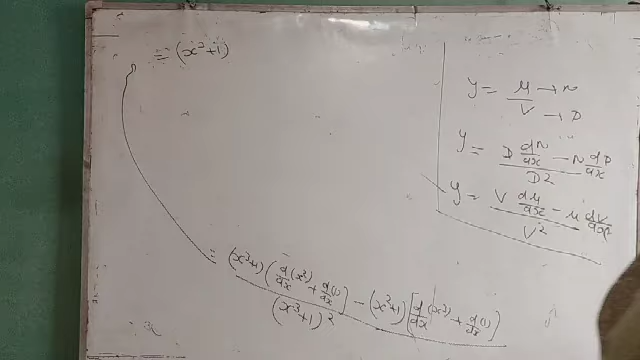 = (x³+1)
y = u → N
V → D
y = D dN/dx - N dD/dx
D2
y = V du/dx - u dv/dx
V²
= (x³+1) (d/dx (x²) + d/dx (1)) - (x²+1) [d/dx (x³) + d/dx (1)]
(x³+1)²